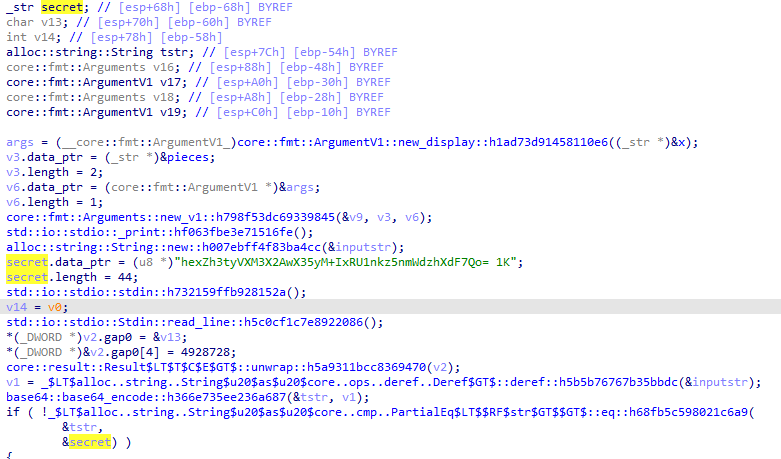 _str secret; // [esp+68h] [ebp-68h] BYREF
char v13; // [esp+70h] [ebp-60h] BYREF
int v14; // [esp+78h] [ebp-58h]
alloc::string::String tstr; // [esp+7Ch] [ebp-54h] BYREF
core::fmt::Arguments v16; // [esp+88h] [ebp-48h] BYREF
core::fmt::ArgumentV1 v17; // [esp+A0h] [ebp-30h] BYREF
core::fmt::Arguments v18; // [esp+A8h] [ebp-28h] BYREF
core::fmt::ArgumentV1 v19; // [esp+C0h] [ebp-10h] BYREF
args = (__core::fmt::ArgumentV1_)core::fmt::ArgumentV1::new_display::h1ad73d91458110e6((_str *)&x);
v3.data_ptr = (_str *)&pieces;
v3.length = 2;
v6.data_ptr = (core::fmt::ArgumentV1 *)&args;
v6.length = 1;
core::fmt::Arguments::new_v1::h798f53dc69339845(&v9, v3, v6);
std::io::stdio::_print::hf063fbe3e71516fe();
alloc::string::String::new::h007ebff4f83ba4cc(&inputstr);
secret.data_ptr = (u8 *)"hexZh3tyVXM3X2AwX35yM+IxRU1nkz5nmWdzhXdF7Qo= 1K";
secret.length = 44;
std::io::stdio::stdin::h732159ffb928152a();
v14 = v0;
std::io::stdio::Stdin::read_line::h5c0cf1c7e8922086();
*(_DWORD *)v2.gap0 = &v13;
*(_DWORD *)&v2.gap0[4] = 4928728;
core::result::Result$LT$T$C$E$GT$::unwrap::h5a9311bcc8369470(v2);
v1 = _$LT$alloc..string..String$u20$as$u20$core..ops..deref..Deref$GT$::deref::h5b5b76767b35bbdc(&inputstr);
base64::base64_encode::h366e735ee236a687(&tstr, v1);
if ( !_$LT$alloc..string..String$u20$as$u20$core..cmp..PartialEq$LT$$RF$str$GT$$GT$::eq::h68fb5c598021c6a9(
&tstr,
&secret) )
{